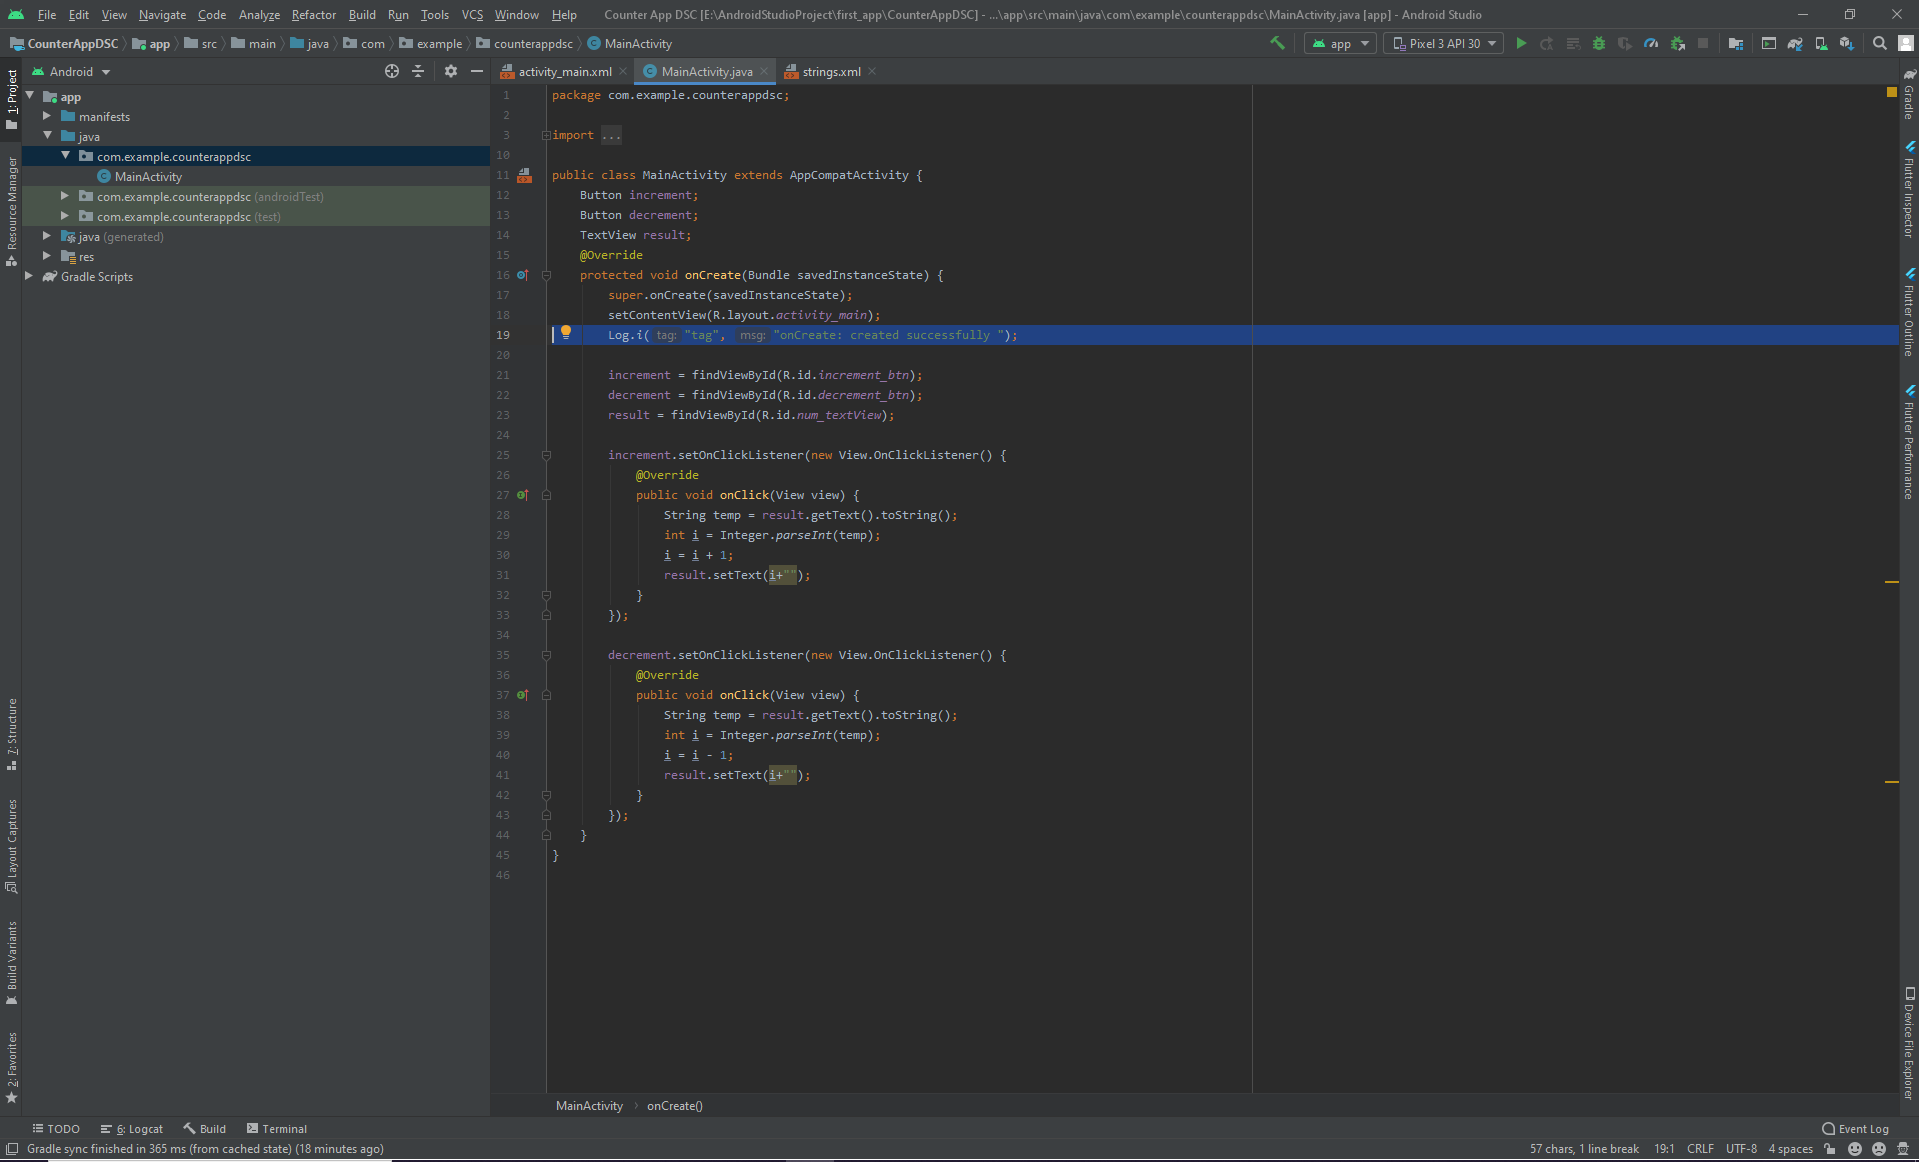 File Edit View Navigate Code Analyze Refactor Build Run Tools VCS Window Help Counter App DSC [E:\AndroidStudioProject\first_app\CounterAppDSC] - ...\app\src\main\java\com\example\counterappdsc\MainActivity.java [app] - Android Studio
CounterAppDSC app src main java com example counterappdsc MainActivity app Pixel 3 API 30
Android
activity_main.xml MainActivity.java strings.xml
app
manifests
java
com.example.counterappdsc
MainActivity
com.example.counterappdsc (androidTest)
com.example.counterappdsc (test)
java (generated)
res
Gradle Scripts
1: Project
Resource Manager
7: Structure
Layout Captures
Build Variants
2: Favorites
1 package com.example.counterappdsc;
2
3 import ...
10
11 public class MainActivity extends AppCompatActivity {
12 Button increment;
13 Button decrement;
14 TextView result;
15 @Override
16 protected void onCreate(Bundle savedInstanceState) {
17 super.onCreate(savedInstanceState);
18 setContentView(R.layout.activity_main);
19 Log.i( tag: "tag", msg: "onCreate: created successfully ");
20
21 increment = findViewById(R.id.increment_btn);
22 decrement = findViewById(R.id.decrement_btn);
23 result = findViewById(R.id.num_textView);
24
25 increment.setOnClickListener(new View.OnClickListener() {
26 @Override
27 public void onClick(View view) {
28 String temp = result.getText().toString();
29 int i = Integer.parseInt(temp);
30 i = i + 1;
31 result.setText(i+"");
32 }
33 });
34
35 decrement.setOnClickListener(new View.OnClickListener() {
36 @Override
37 public void onClick(View view) {
38 String temp = result.getText().toString();
39 int i = Integer.parseInt(temp);
40 i = i - 1;
41 result.setText(i+"");
42 }
43 });
44 }
45 }
46
Gradle
Flutter Inspector
Flutter Outline
Flutter Performance
Device File Explorer
MainActivity onCreate()
TODO 6: Logcat Build Terminal Event Log
Gradle sync finished in 365 ms (from cached state) (18 minutes ago) 57 chars, 1 line break 19:1 CRLF UTF-8 4 spaces